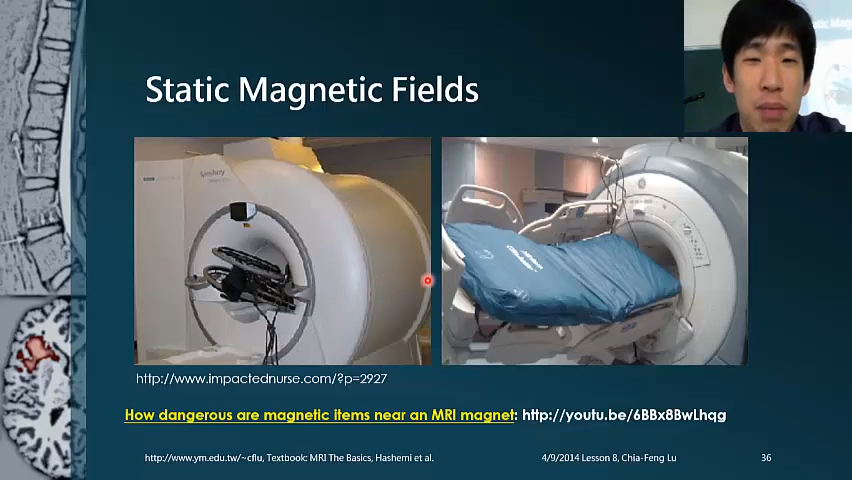 Static Magnetic Fields
http://www.impactednurse.com/?p=2927
How dangerous are magnetic items near an MRI magnet: http://youtu.be/6BBx8BwLhqg
http://www.ym.edu.tw/~cflu, Textbook: MRI The Basics, Hashemi et al.
4/9/2014 Lesson 8, Chia-Feng Lu
36